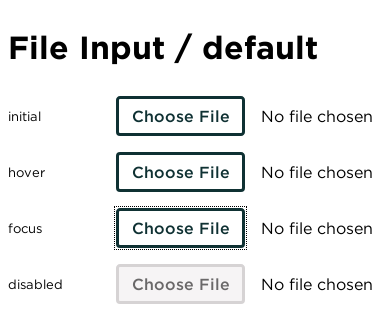 File Input / default
initial Choose File No file chosen
hover Choose File No file chosen
focus Choose File No file chosen
disabled Choose File No file chosen